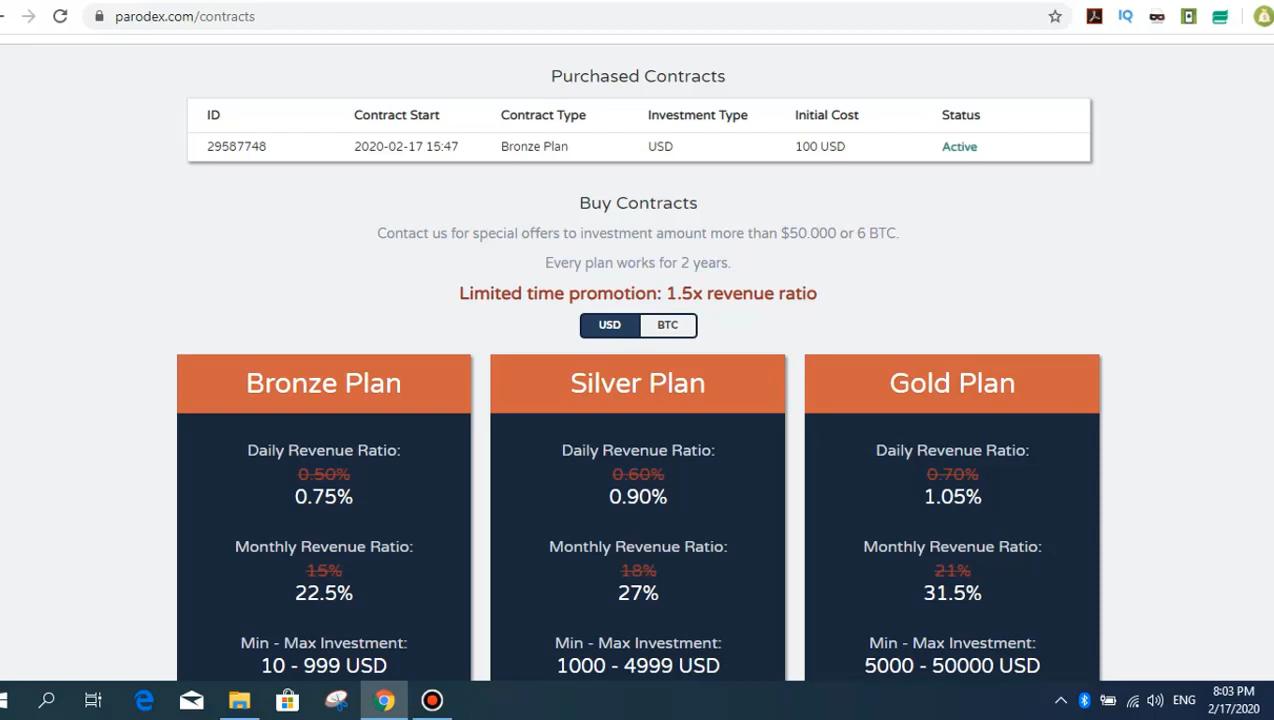 parodex.com/contracts
IQ
Purchased Contracts
ID Contract Start Contract Type Investment Type Initial Cost Status
29587748 2020-02-17 15:47 Bronze Plan USD 100 USD Active
Buy Contracts
Contact us for special offers to investment amount more than $50.000 or 6 BTC.
Every plan works for 2 years.
Limited time promotion: 1.5x revenue ratio
USD BTC
Bronze Plan Silver Plan Gold Plan
Daily Revenue Ratio: Daily Revenue Ratio: Daily Revenue Ratio:
0.50% 0.60% 0.70%
0.75% 0.90% 1.05%
Monthly Revenue Ratio: Monthly Revenue Ratio: Monthly Revenue Ratio:
15% 18% 21%
22.5% 27% 31.5%
Min - Max Investment: Min - Max Investment: Min - Max Investment:
10 - 999 USD 1000 - 4999 USD 5000 - 50000 USD
ENG
8:03 PM
2/17/2020